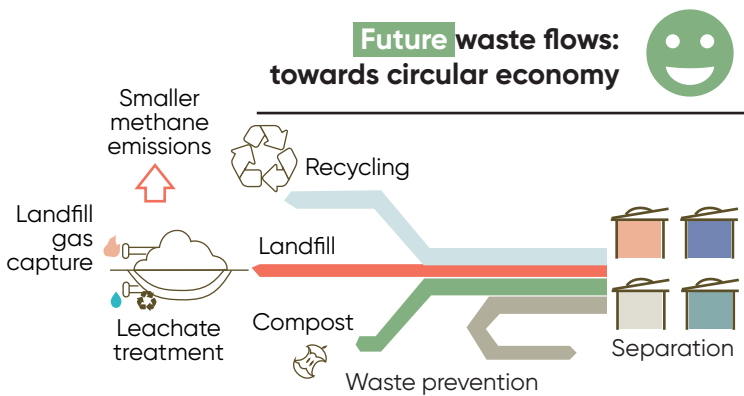 Future waste flows:
towards circular economy
Smaller
methane
emissions
Recycling
Landfill
gas
capture
Landfill
Leachate
treatment
Compost
Separation
Waste prevention